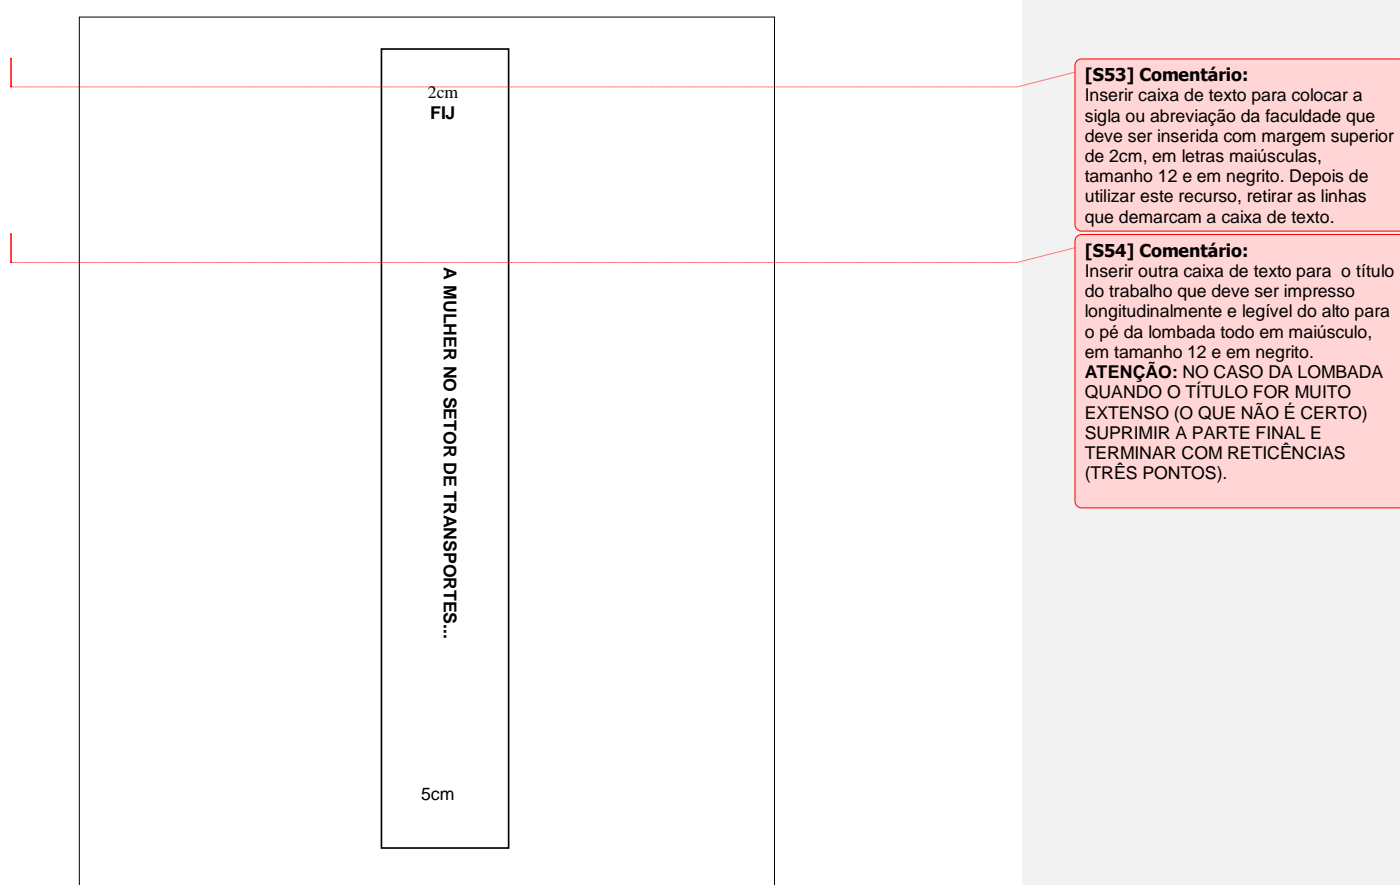 2cm
FIJ
A MULHER NO SETOR DE TRANSPORTES...
5cm
[S53] Comentário:
Inserir caixa de texto para colocar a
sigla ou abreviação da faculdade que
deve ser inserida com margem superior
de 2cm, em letras maiúsculas,
tamanho 12 e em negrito. Depois de
utilizar este recurso, retirar as linhas
que demarcam a caixa de texto.
[S54] Comentário:
Inserir outra caixa de texto para  o título
do trabalho que deve ser impresso
longitudinalmente e legível do alto para
o pé da lombada todo em maiúsculo,
em tamanho 12 e em negrito.
ATENÇÃO: NO CASO DA LOMBADA
QUANDO O TÍTULO FOR MUITO
EXTENSO (O QUE NÃO É CERTO)
SUPRIMIR A PARTE FINAL E
TERMINAR COM RETICÊNCIAS
(TRÊS PONTOS).